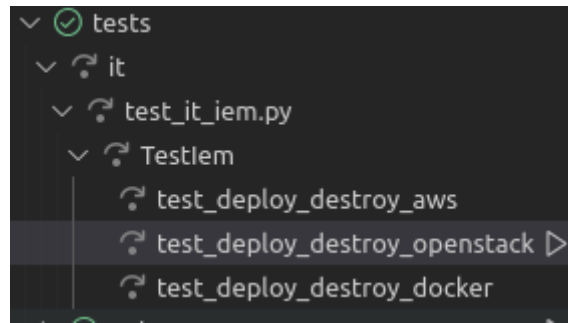 tests
it
test_it_iem.py
TestIem
test_deploy_destroy_aws
test_deploy_destroy_openstack
test_deploy_destroy_docker